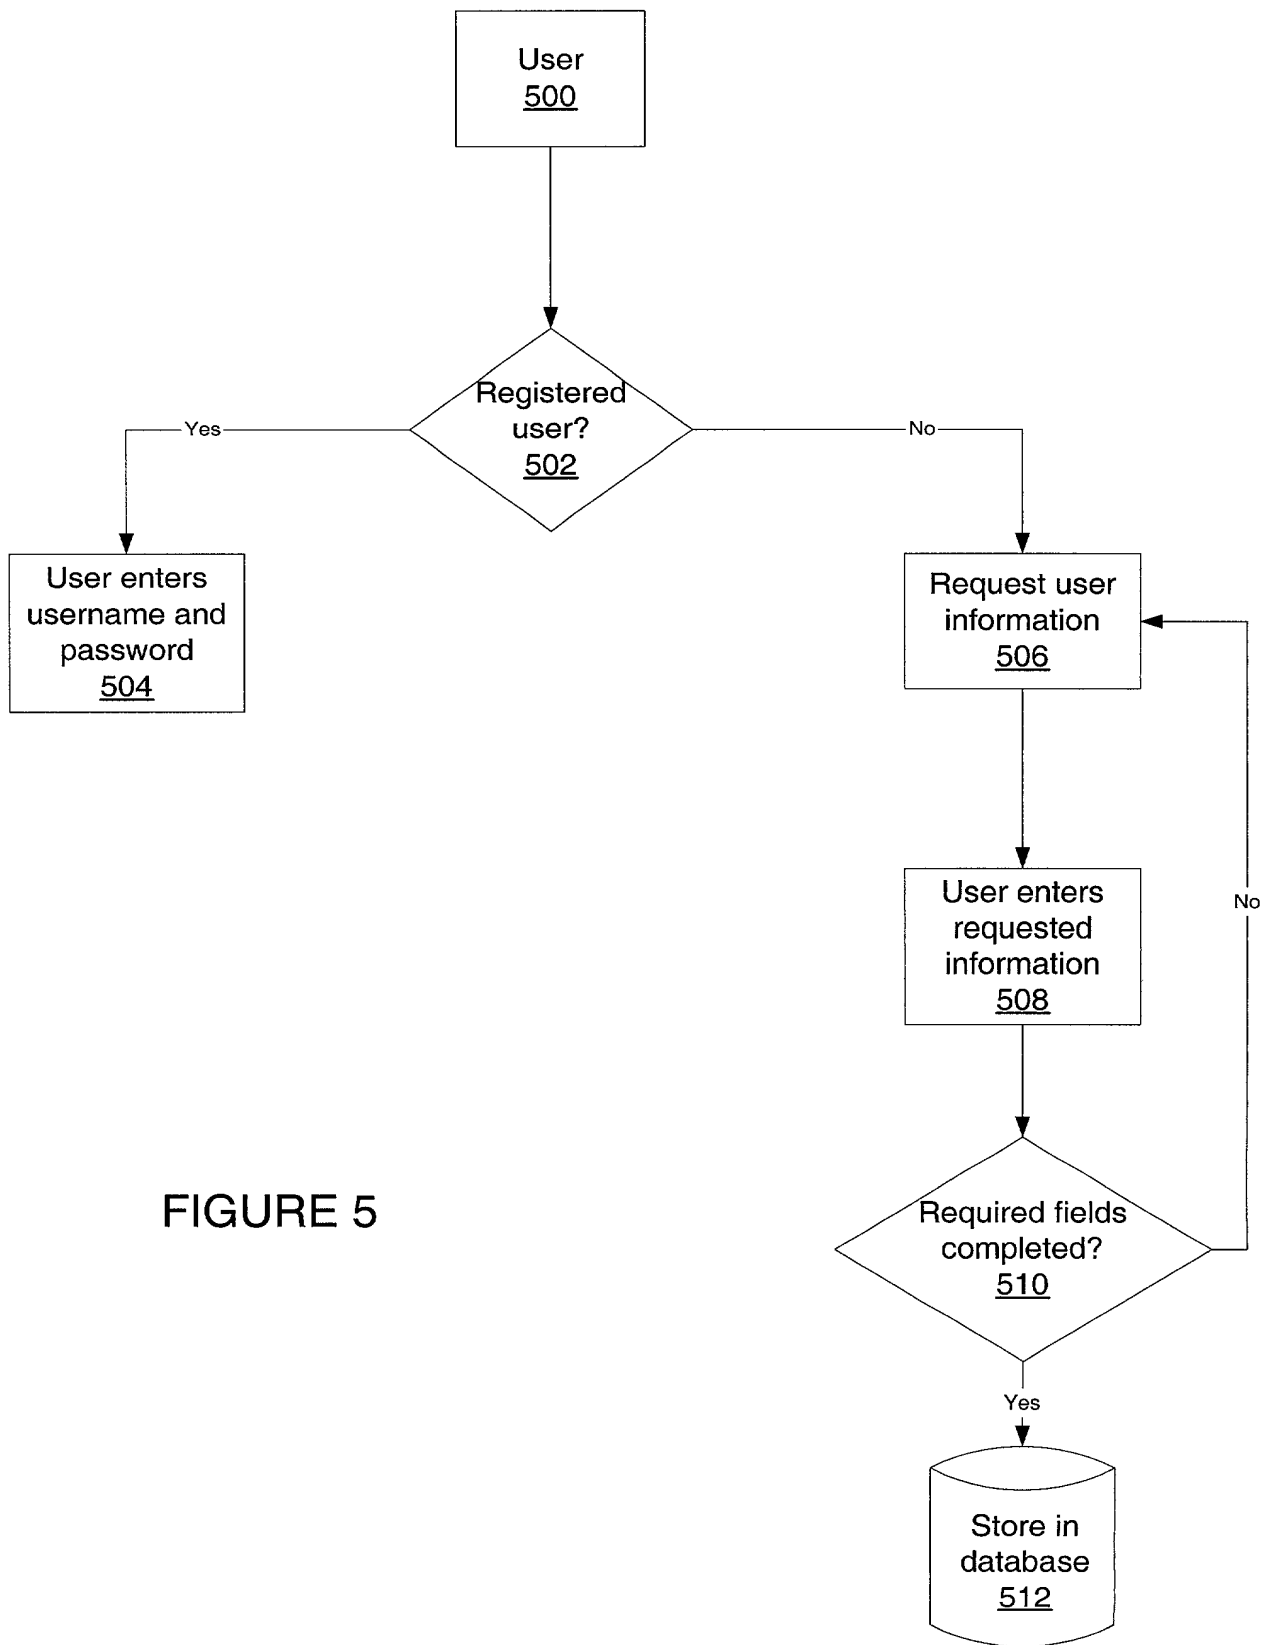 User
500
Registered
user?
502
Yes
No
User enters
username and
password
504
Request user
information
506
User enters
requested
information
508
No
Required fields
completed?
510
Yes
Store in
database
512
FIGURE 5